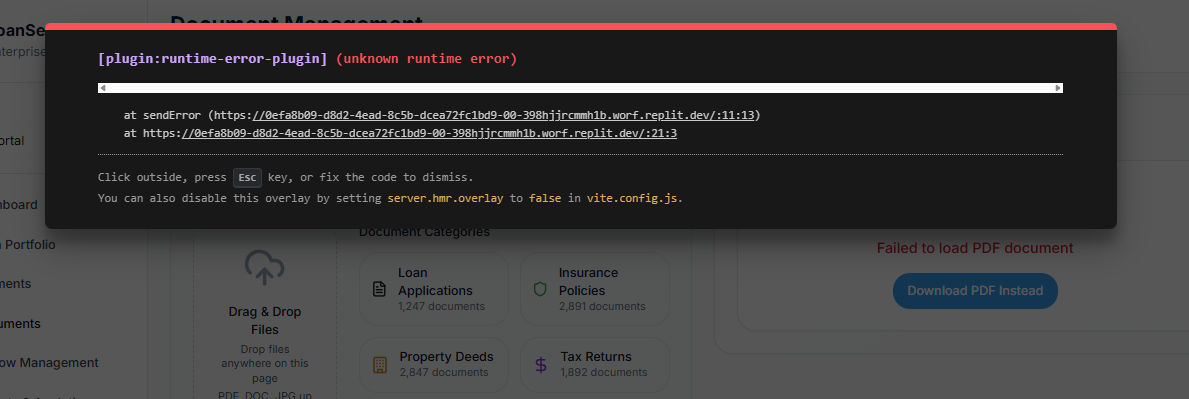 Document Management
oanSe
nterprise
[plugin:runtime-error-plugin] (unknown runtime error)
at sendError (https://0efa8b09-d8d2-4ead-8c5b-dcea72fc1bd9-00-398hjjrcmmh1b.worf.replit.dev/:11:13)
at https://0efa8b09-d8d2-4ead-8c5b-dcea72fc1bd9-00-398hjjrcmmh1b.worf.replit.dev/:21:3
Click outside, press Esc key, or fix the code to dismiss.
You can also disable this overlay by setting server.hmr.overlay to false in vite.config.js.
ortal
nboard
n Portfolio
ments
uments
ow Management
Drag & Drop
Files
Drop files
anywhere on this
page
PDF, DOC, JPG up
Document Categories
Loan
Applications
1,247 documents
Insurance
Policies
2,891 documents
Property Deeds
2,847 documents
Tax Returns
1,892 documents
Failed to load PDF document
Download PDF Instead